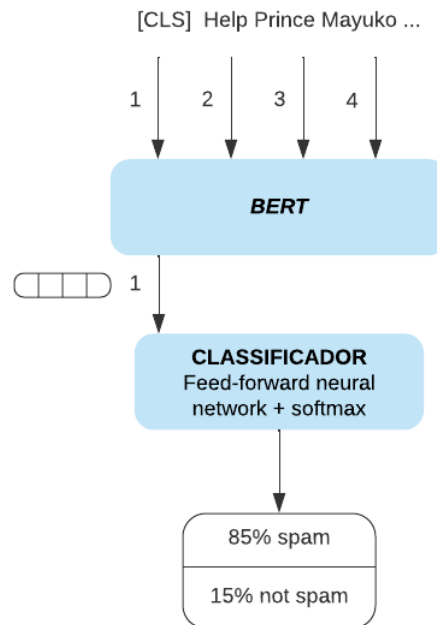 [CLS] Help Prince Mayuko ...
1 2 3 4
BERT
1
CLASSIFICADOR
Feed-forward neural
network + softmax
85% spam
15% not spam